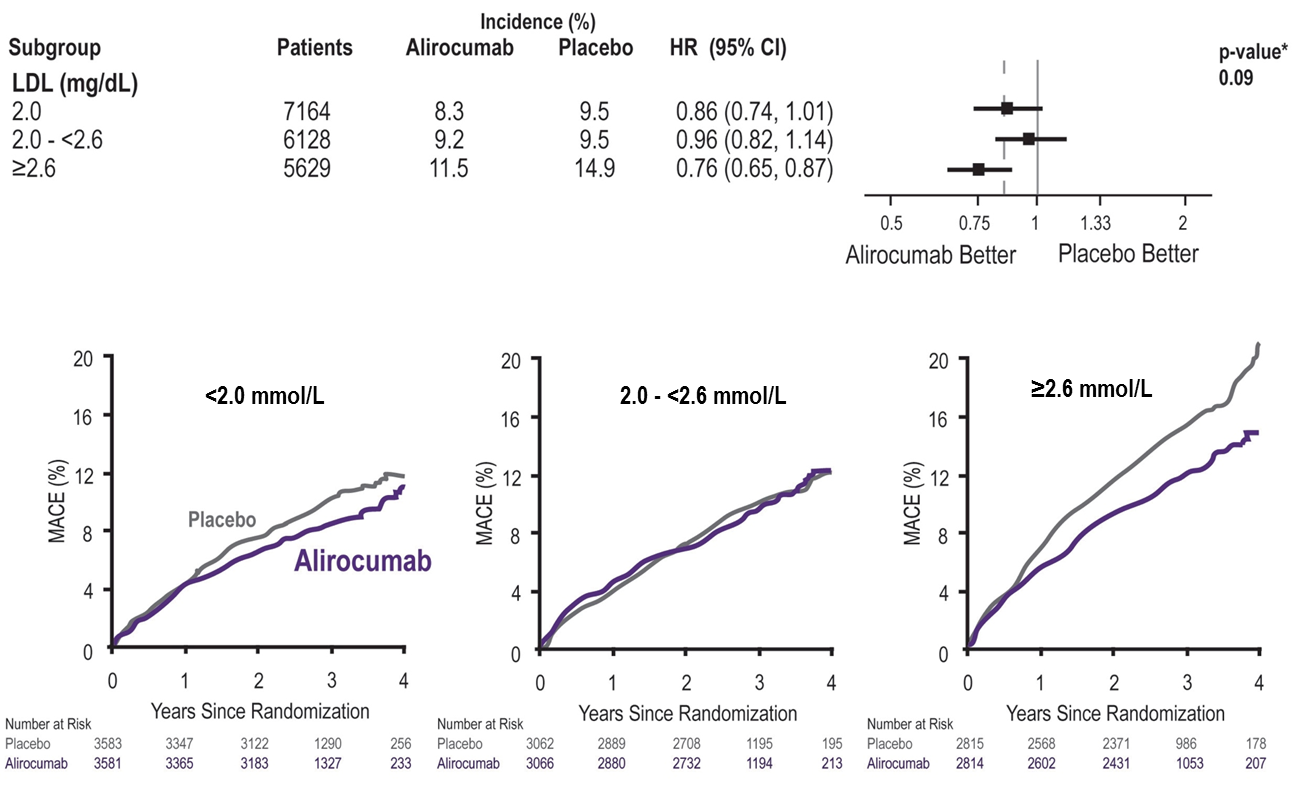 Incidence (%)
Subgroup Patients Alirocumab Placebo HR (95% CI) p-value*
LDL (mg/dL) 0.09
2.0 7164 8.3 9.5 0.86 (0.74, 1.01)
2.0 - <2.6 6128 9.2 9.5 0.96 (0.82, 1.14)
≥2.6 5629 11.5 14.9 0.76 (0.65, 0.87)
0.5 0.75 1 1.33 2
Alirocumab Better Placebo Better
<2.0 mmol/L
MACE (%)
20
16
12
8
4
0
Placebo
Alirocumab
0 1 2 3 4
Years Since Randomization
Number at Risk
Placebo 3583 3347 3122 1290 256
Alirocumab 3581 3365 3183 1327 233
2.0 - <2.6 mmol/L
MACE (%)
20
16
12
8
4
0
0 1 2 3 4
Years Since Randomization
Number at Risk
Placebo 3062 2889 2708 1195 195
Alirocumab 3066 2880 2732 1194 213
≥2.6 mmol/L
MACE (%)
20
16
12
8
4
0
0 1 2 3 4
Years Since Randomization
Number at Risk
Placebo 2815 2568 2371 986 178
Alirocumab 2814 2602 2431 1053 207